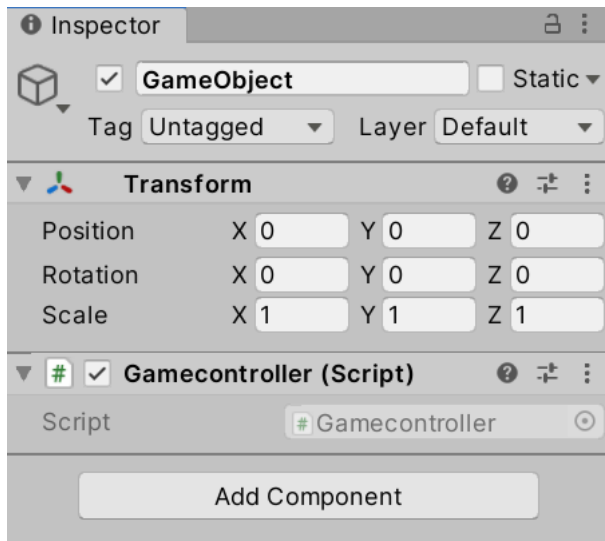 Inspector
GameObject Static
Tag Untagged Layer Default
Transform
Position X 0 Y 0 Z 0
Rotation X 0 Y 0 Z 0
Scale X 1 Y 1 Z 1
# Gamecontroller (Script)
Script # Gamecontroller
Add Component